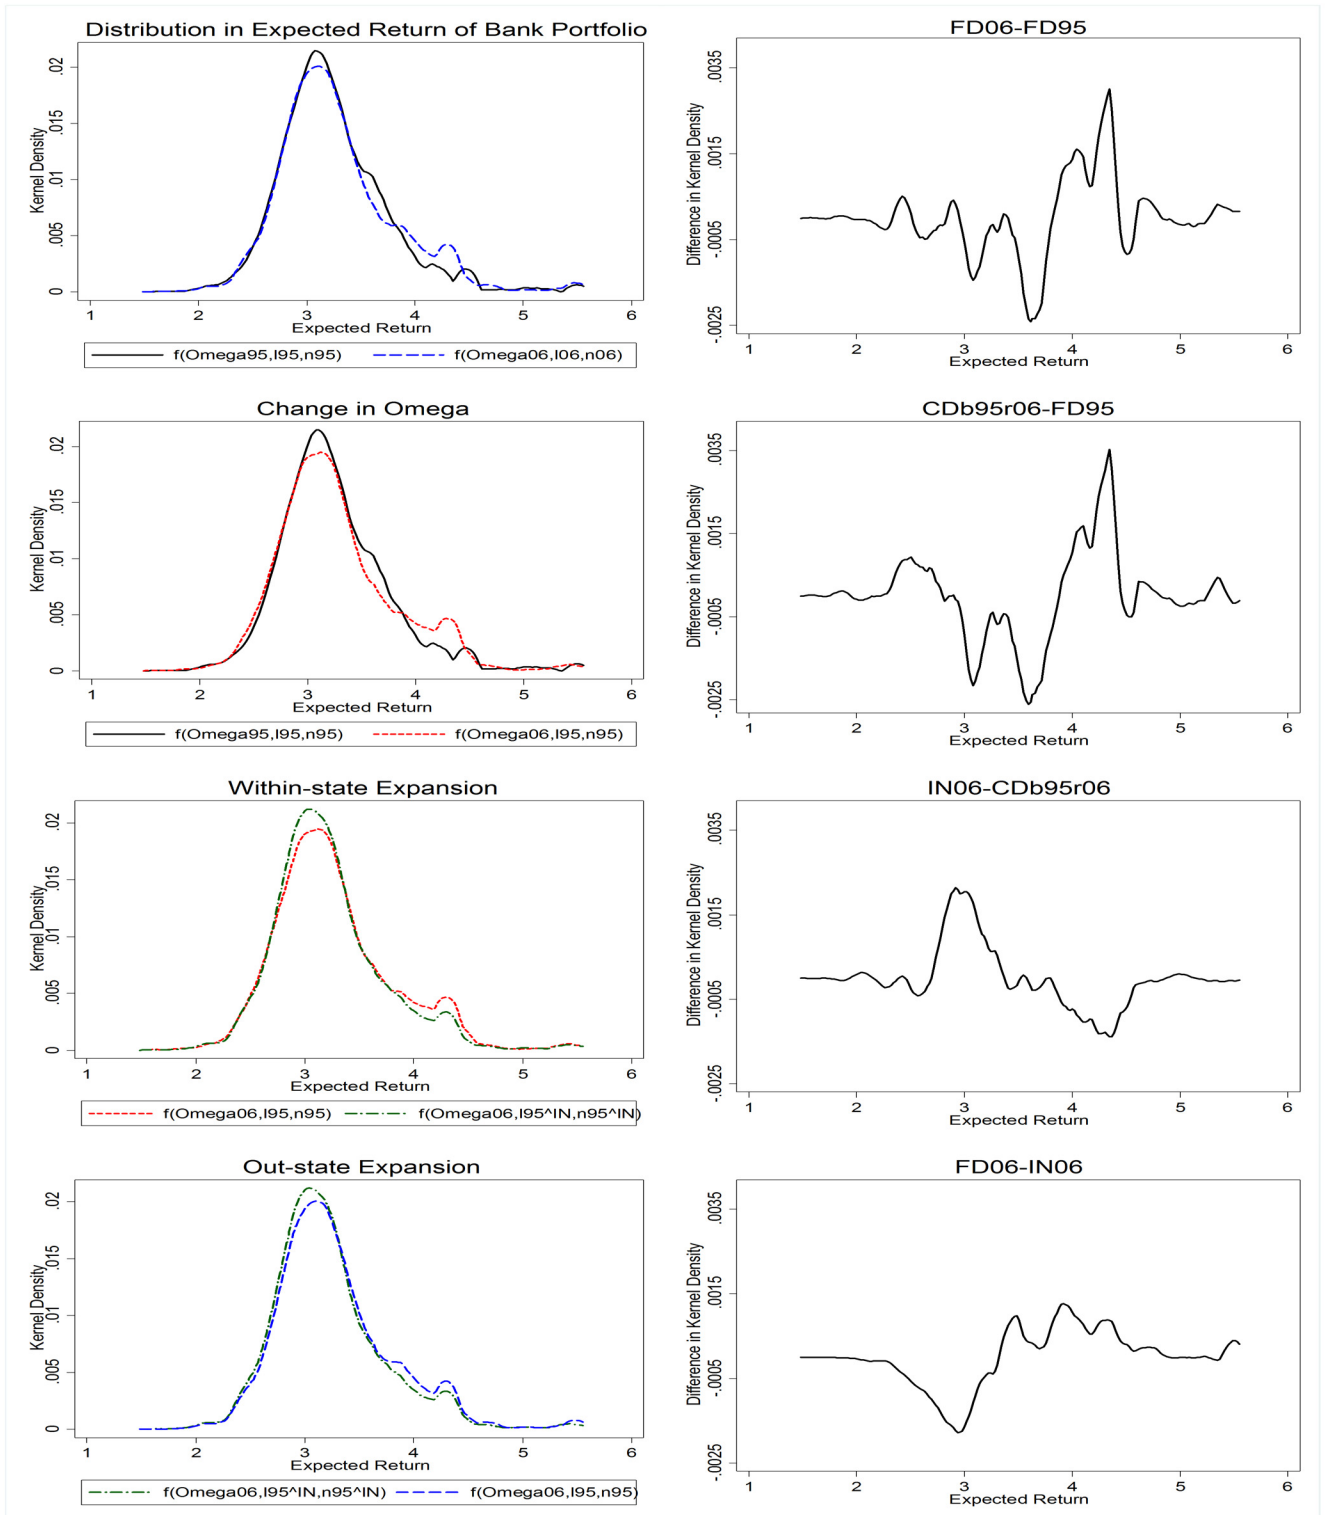 Distribution in Expected Return of Bank Portfolio
Kernel Density
0 .005 .01 .015 .02
1 2 3 4 5 6
Expected Return
f(Omega95,I95,n95) f(Omega06,I06,n06)
FD06-FD95
Difference in Kernel Density
-.0025 -.0005 .0015 .0035
1 2 3 4 5 6
Expected Return
Change in Omega
Kernel Density
0 .005 .01 .015 .02
1 2 3 4 5 6
Expected Return
f(Omega95,I95,n95) f(Omega06,I95,n95)
CDb95r06-FD95
Difference in Kernel Density
-.0025 -.0005 .0015 .0035
1 2 3 4 5 6
Expected Return
Within-state Expansion
Kernel Density
0 .005 .01 .015 .02
1 2 3 4 5 6
Expected Return
f(Omega06,I95,n95) f(Omega06,I95^IN,n95^IN)
IN06-CDb95r06
Difference in Kernel Density
-.0025 -.0005 .0015 .0035
1 2 3 4 5 6
Expected Return
Out-state Expansion
Kernel Density
0 .005 .01 .015 .02
1 2 3 4 5 6
Expected Return
f(Omega06,I95^IN,n95^IN) f(Omega06,I95,n95)
FD06-IN06
Difference in Kernel Density
-.0025 -.0005 .0015 .0035
1 2 3 4 5 6
Expected Return